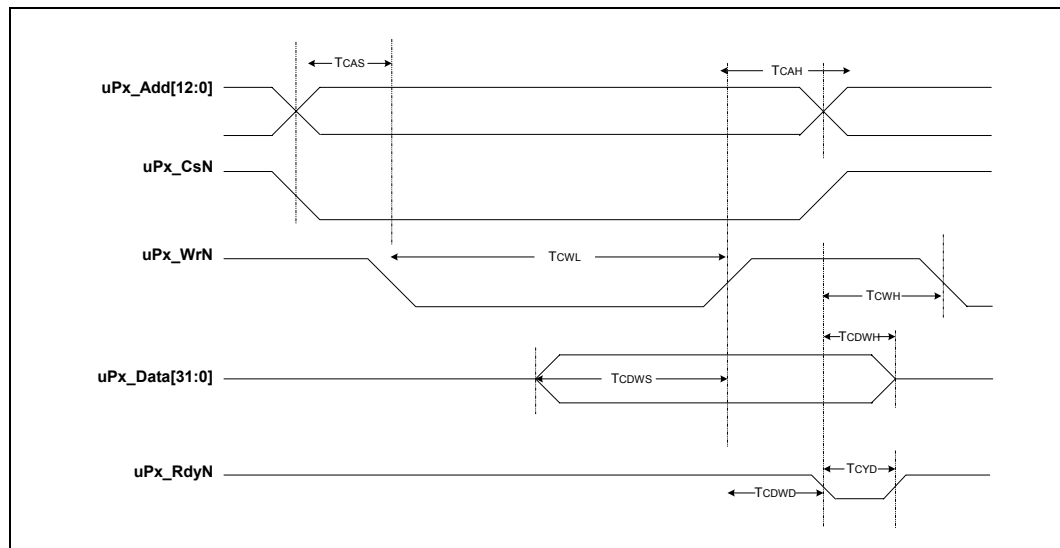 TCAS
TCAH
uPx_Add[12:0]
uPx_CsN
uPx_WrN
TCWL
TCWH
TCDWH
uPx_Data[31:0]
TCDWS
uPx_RdyN
TCYD
TCDWD